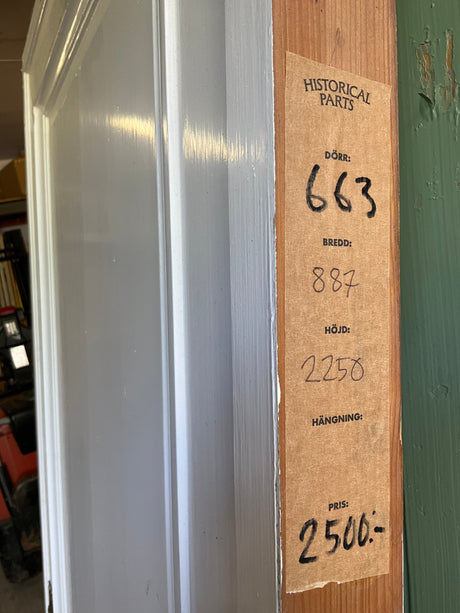 HISTORICAL
PARTS
DÖRR:
663
BREDD:
887
HÖJD:
2250
HÄNGNING:
PRIS:
2500:-